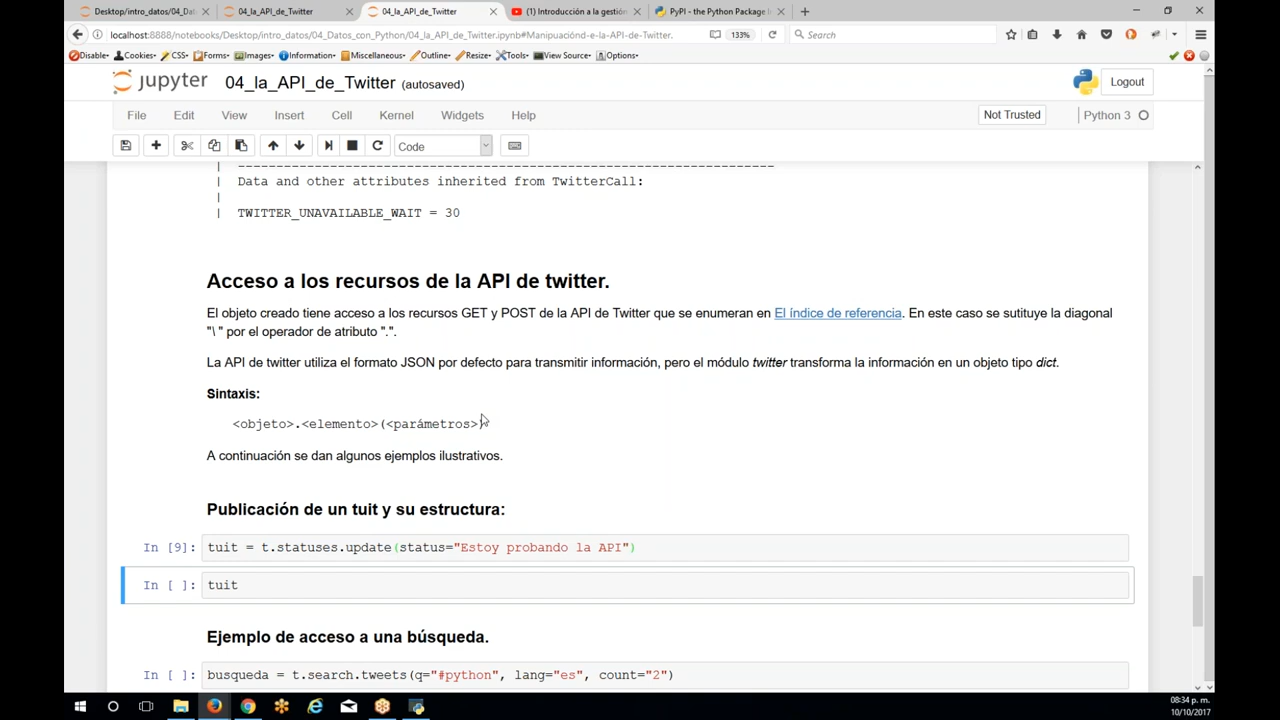 Desktop/intro_datos/04_Da
04_la_API_de_Twitter
04_la_API_de_Twitter
(1) Introducción a la gestión
PyPI - the Python Package I
localhost:8888/notebooks/Desktop/intro_datos/04_Datos_con_Python/04_la_API_de_Twitter.ipynb#Manipuaciónd-e-la-API-de-Twitter.
133%
Search
Disable
Cookies
CSS
Forms
Images
Information
Miscellaneous
Outline
Resize
Tools
View Source
Options
jupyter
04_la_API_de_Twitter (autosaved)
Logout
File
Edit
View
Insert
Cell
Kernel
Widgets
Help
Not Trusted
Python 3
Code
| ----------------------------------------------------------------------
| Data and other attributes inherited from TwitterCall:
|
| TWITTER_UNAVAILABLE_WAIT = 30
Acceso a los recursos de la API de twitter.
El objeto creado tiene acceso a los recursos GET y POST de la API de Twitter que se enumeran en El índice de referencia. En este caso se sutituye la diagonal
"\ " por el operador de atributo ".".
La API de twitter utiliza el formato JSON por defecto para transmitir información, pero el módulo twitter transforma la información en un objeto tipo dict.
Sintaxis:
<objeto>.<elemento>(<parámetros>)
A continuación se dan algunos ejemplos ilustrativos.
Publicación de un tuit y su estructura:
In [9]: tuit = t.statuses.update(status="Estoy probando la API")
In [ ]: tuit
Ejemplo de acceso a una búsqueda.
In [ ]: busqueda = t.search.tweets(q="#python", lang="es", count="2")
08:34 p. m.
10/10/2017